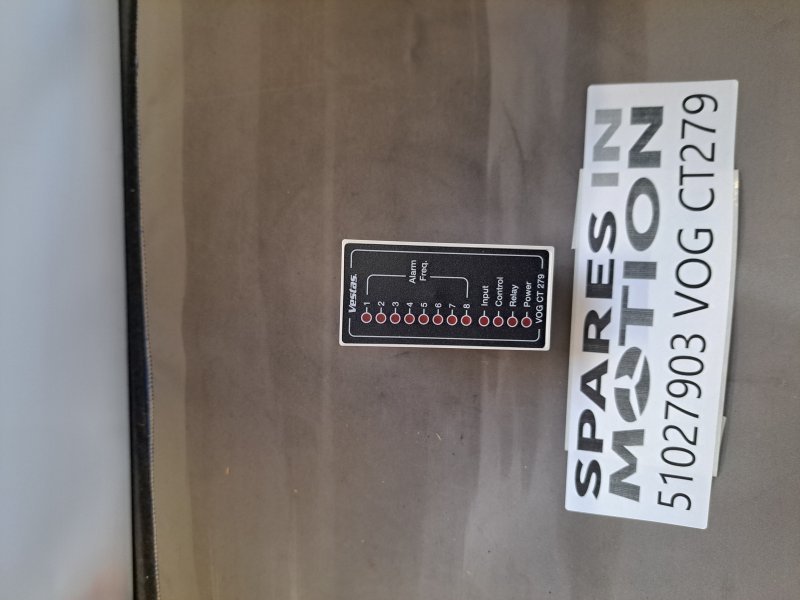 Vestas.
1
2
3
4
5
6
7
8
Alarm
Freq.
Input
Control
Relay
Power
VOG CT 279
SPARES IN
MOTION
51027903 VOG CT279